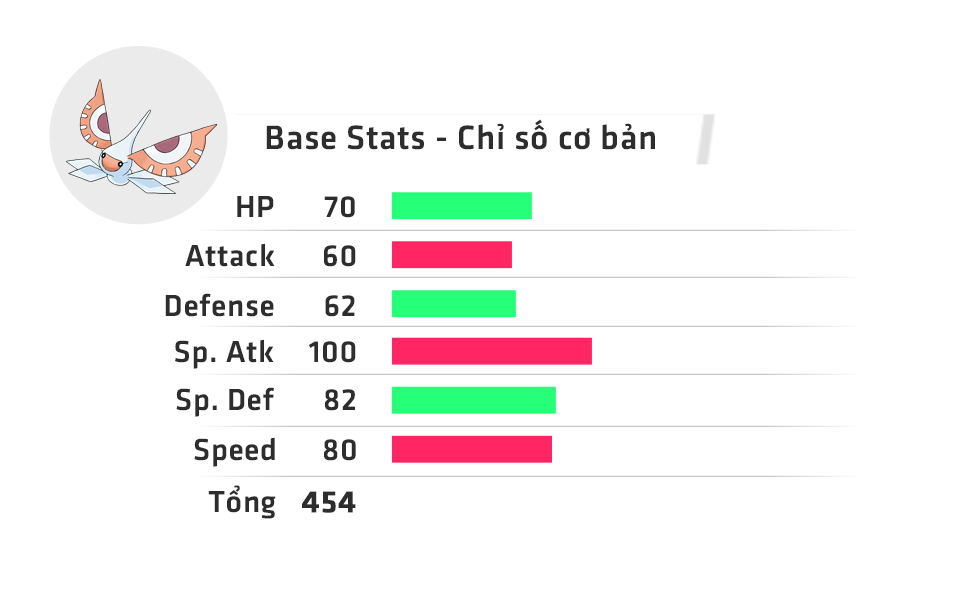 Base Stats - Chỉ số cơ bản
HP 70
Attack 60
Defense 62
Sp. Atk 100
Sp. Def 82
Speed 80
Tổng 454